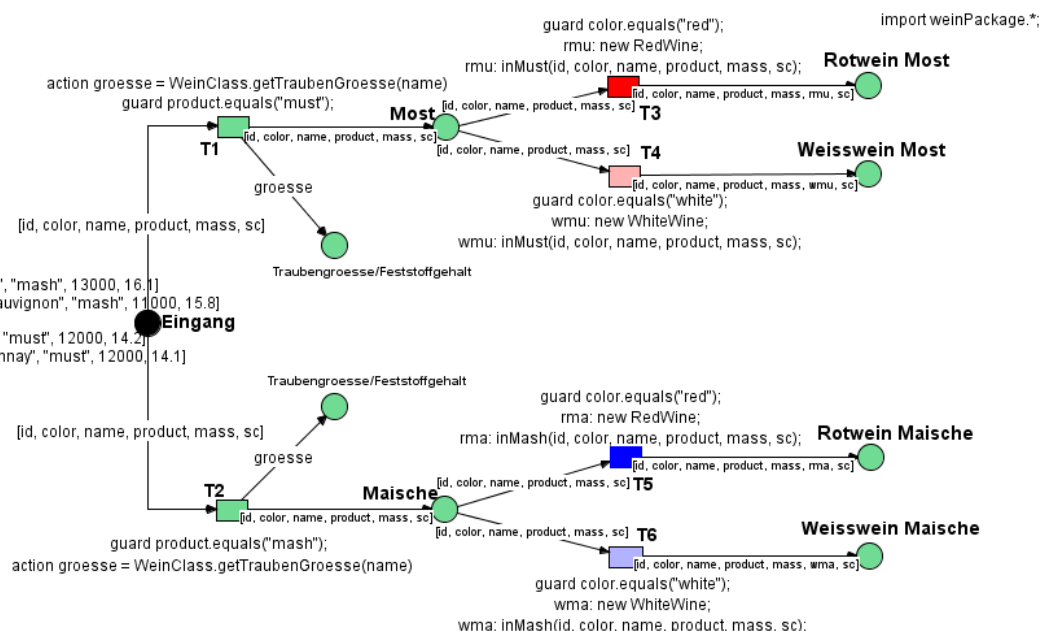 import weinPackage.*;
guard color.equals("red");
rmu: new RedWine;
rmu: inMust(id, color, name, product, mass, sc);
Rotwein Most
[id, color, name, product, mass, rmu, sc]
T3
action groesse = WeinClass.getTraubenGroesse(name)
guard product.equals("must");
Most
[id, color, name, product, mass, sc]
[id, color, name, product, mass, sc]
T1
[id, color, name, product, mass, sc]
T4
Weisswein Most
[id, color, name, product, mass, wmu, sc]
guard color.equals("white");
wmu: new WhiteWine;
wmu: inMust(id, color, name, product, mass, sc);
groesse
[id, color, name, product, mass, sc]
Traubengroesse/Feststoffgehalt
", "mash", 13000, 16.1]
auvignon", "mash", 11000, 15.8]
Eingang
"must", 12000, 14.2]
nnay", "must", 12000, 14.1]
Traubengroesse/Feststoffgehalt
[id, color, name, product, mass, sc]
groesse
guard color.equals("red");
rma: new RedWine;
rma: inMash(id, color, name, product, mass, sc);
Rotwein Maische
[id, color, name, product, mass, rma, sc]
T5
[id, color, name, product, mass, sc]
T2
Maische
[id, color, name, product, mass, sc]
[id, color, name, product, mass, sc]
T6
Weisswein Maische
[id, color, name, product, mass, wma, sc]
guard product.equals("mash");
action groesse = WeinClass.getTraubenGroesse(name)
guard color.equals("white");
wma: new WhiteWine;
wma: inMash(id, color, name, product, mass, sc);